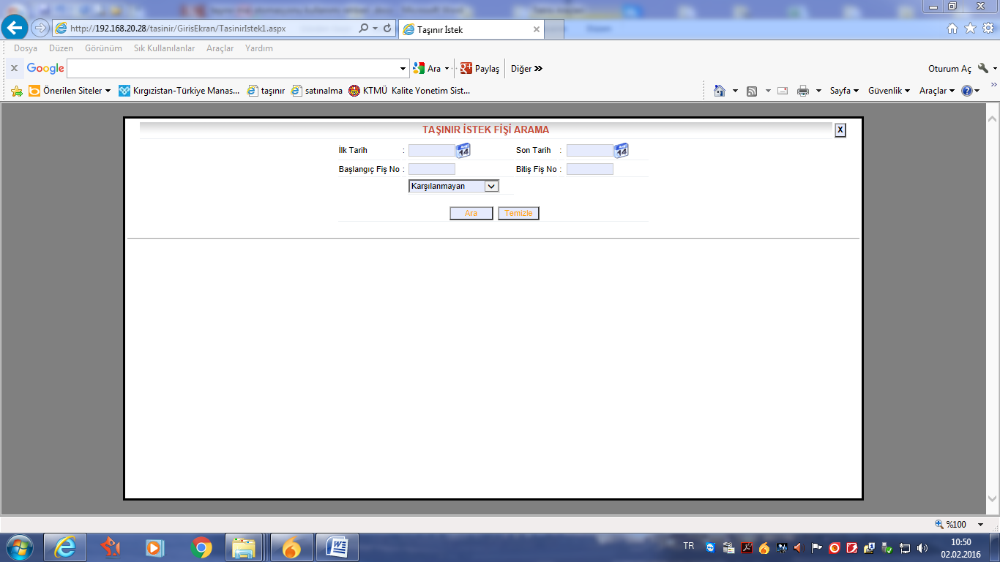 http://192.168.20.28/tasinir/GirisEkran/TasinirIstek1.aspx
Taşınır İstek
Dosya Düzen Görünüm Sık Kullanılanlar Araçlar Yardım
x Google Ara Paylaş Diğer Oturum Aç
Önerilen Siteler Kırgızistan-Türkiye Manas... taşınır satınalma KTMÜ Kalite Yonetim Sist... Sayfa Güvenlik Araçlar
TAŞINIR İSTEK FİŞİ ARAMA X
İlk Tarih : Son Tarih :
Başlangıç Fiş No : Bitiş Fiş No :
Karşılanmayan
Ara Temizle
%100
TR 10:50
02.02.2016